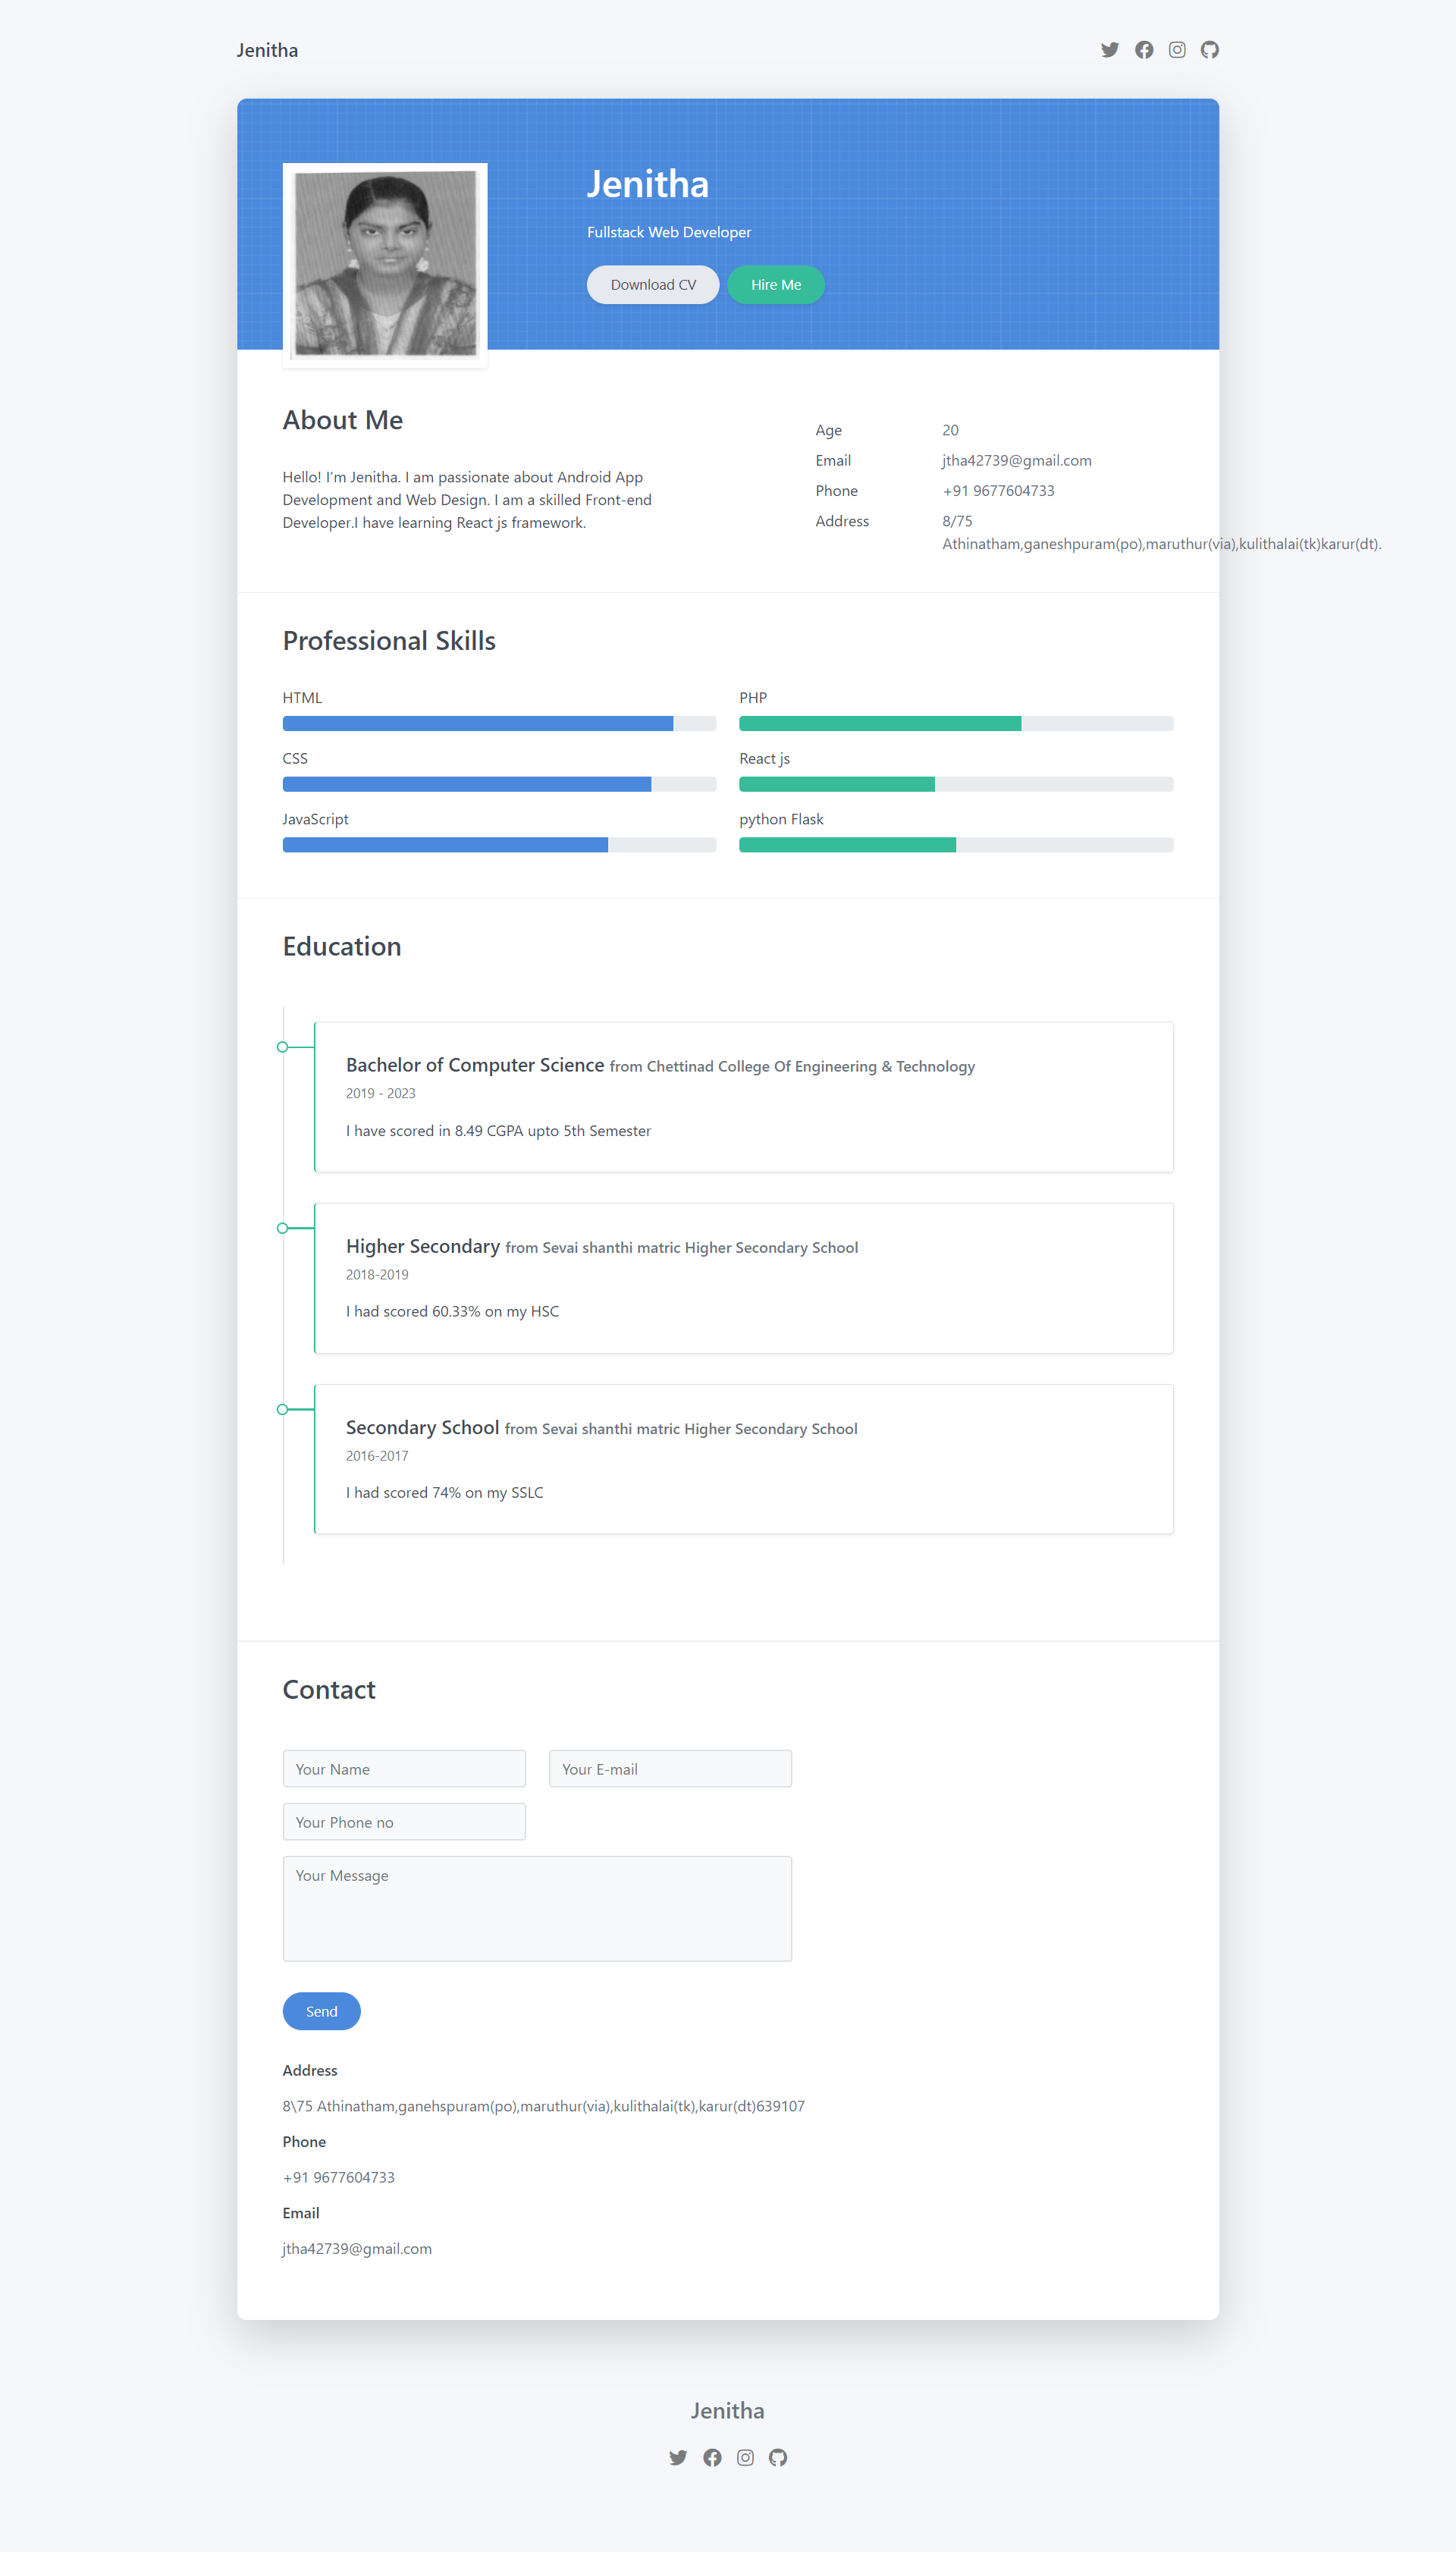 Jenitha
Jenitha
Fullstack Web Developer
Download CV
Hire Me
About Me
Hello! I'm Jenitha. I am passionate about Android App
Development and Web Design. I am a skilled Front-end
Developer.I have learning React js framework.
Age
20
Email
jtha42739@gmail.com
Phone
+91 9677604733
Address
8/75
Athinatham,ganeshpuram(po),maruthur(via),kulithalai(tk)karur(dt).
Professional Skills
HTML
PHP
CSS
React js
JavaScript
python Flask
Education
Bachelor of Computer Science from Chettinad College Of Engineering & Technology
2019 - 2023
I have scored in 8.49 CGPA upto 5th Semester
Higher Secondary from Sevai shanthi matric Higher Secondary School
2018-2019
I had scored 60.33% on my HSC
Secondary School from Sevai shanthi matric Higher Secondary School
2016-2017
I had scored 74% on my SSLC
Contact
Your Name
Your E-mail
Your Phone no
Your Message
Send
Address
8\75 Athinatham,ganehspuram(po),maruthur(via),kulithalai(tk),karur(dt)639107
Phone
+91 9677604733
Email
jtha42739@gmail.com
Jenitha